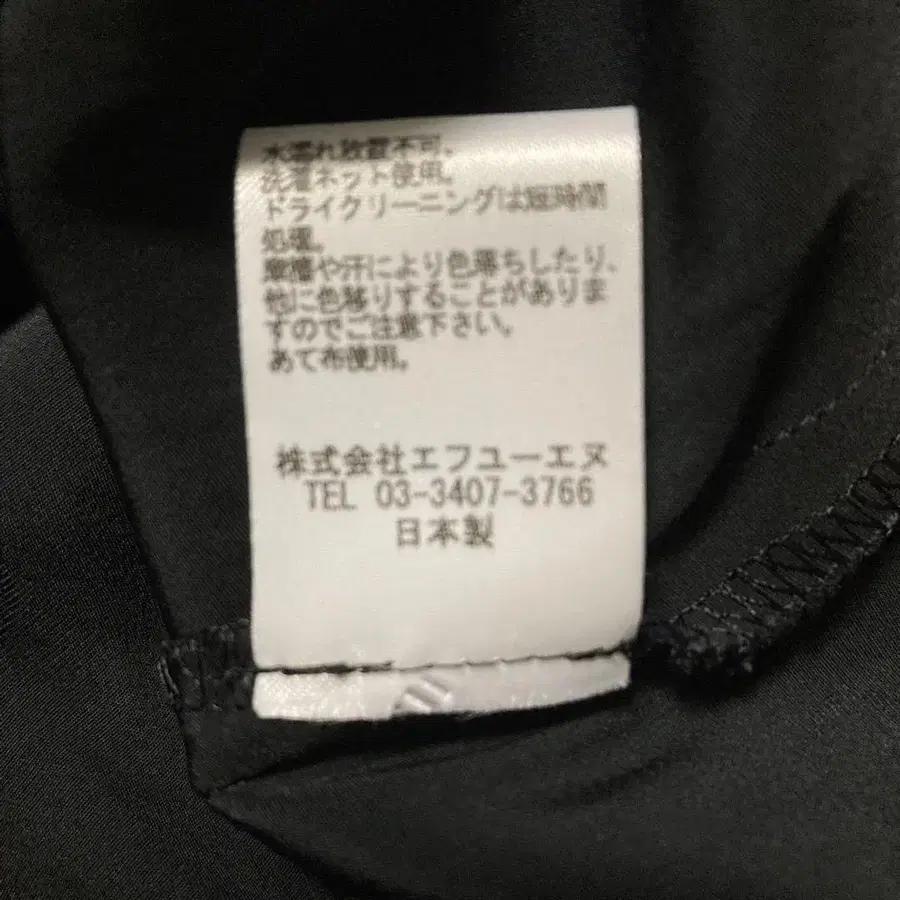 水濡れ放置不可。
洗濯ネット使用。
ドライクリーニングは短時間
処理。
摩擦や汗により色落ちしたり、
他に色移りすることがありま
すのでご注意下さい。
あて布使用。
株式会社エフユーエヌ
TEL 03-3407-3766
日本製